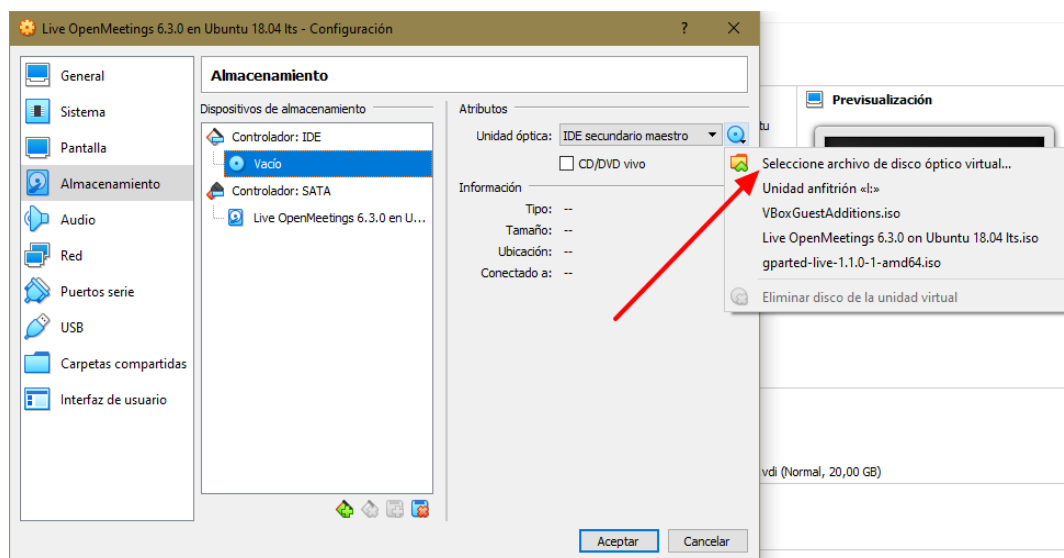 Live OpenMeetings 6.3.0 en Ubuntu 18.04 lts - Configuración
?
General
Sistema
Pantalla
Almacenamiento
Audio
Red
Puertos serie
USB
Carpetas compartidas
Interfaz de usuario
Almacenamiento
Dispositivos de almacenamiento
Controlador: IDE
Vacío
Controlador: SATA
Live OpenMeetings 6.3.0 en U...
Atributos
Unidad óptica: IDE secundario maestro
CD/DVD vivo
Información
Tipo: --
Tamaño: --
Ubicación: --
Conectado a: --
Aceptar
Cancelar
Previsualización
tu
Seleccione archivo de disco óptico virtual...
Unidad anfitrión «I:»
VBoxGuestAdditions.iso
Live OpenMeetings 6.3.0 on Ubuntu 18.04 lts.iso
gparted-live-1.1.0-1-amd64.iso
Eliminar disco de la unidad virtual
vdi (Normal, 20,00 GB)